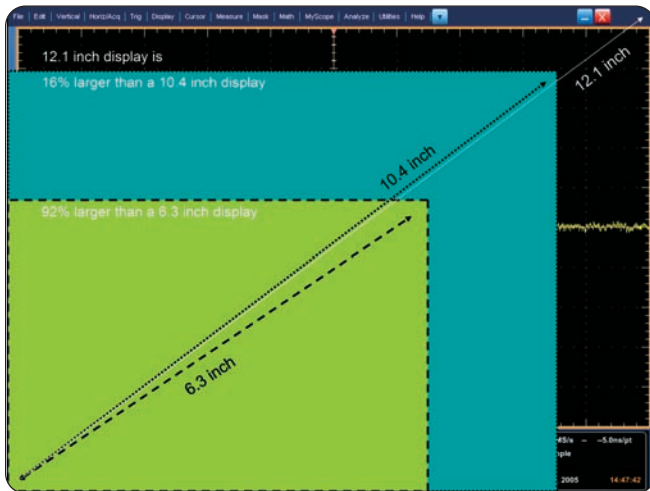 File | Edit | Vertical | Horiz/Acq | Trig | Display | Cursor | Measure | Mask | Math | MyScope | Analyze | Utilities | Help
12.1 inch display is
16% larger than a 10.4 inch display
12.1 inch
10.4 inch
92% larger than a 6.3 inch display
6.3 inch
-5.0ns/pt
2005 14:47:42